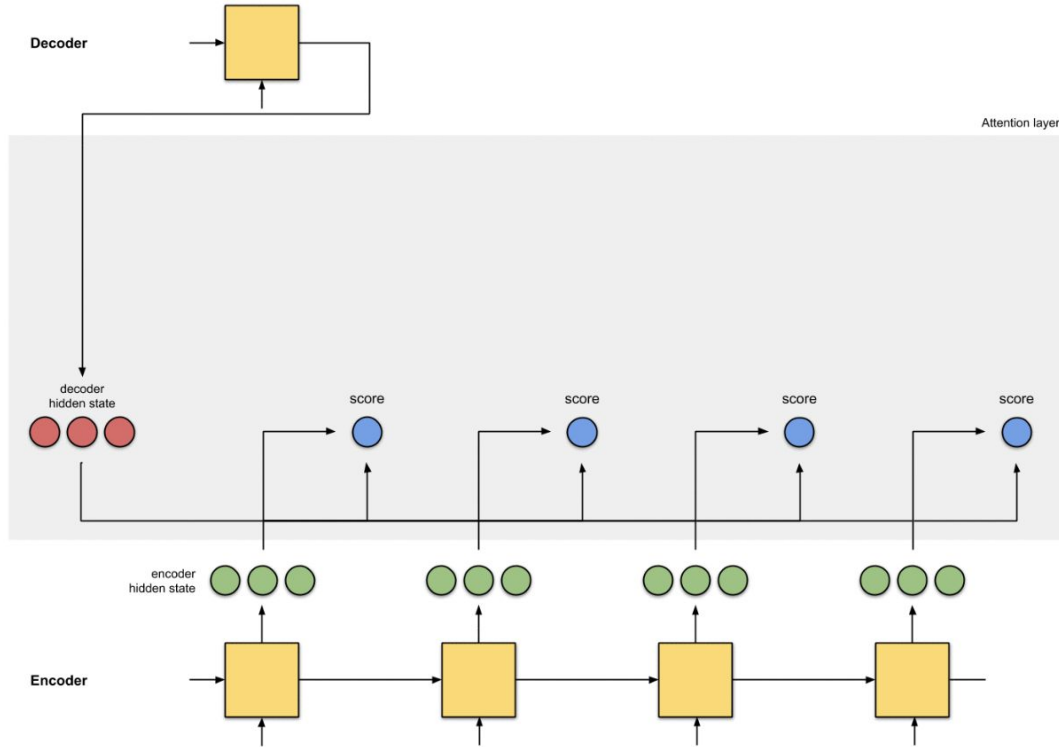 Decoder
Attention layer
decoder
hidden state
score
score
score
score
encoder
hidden state
Encoder